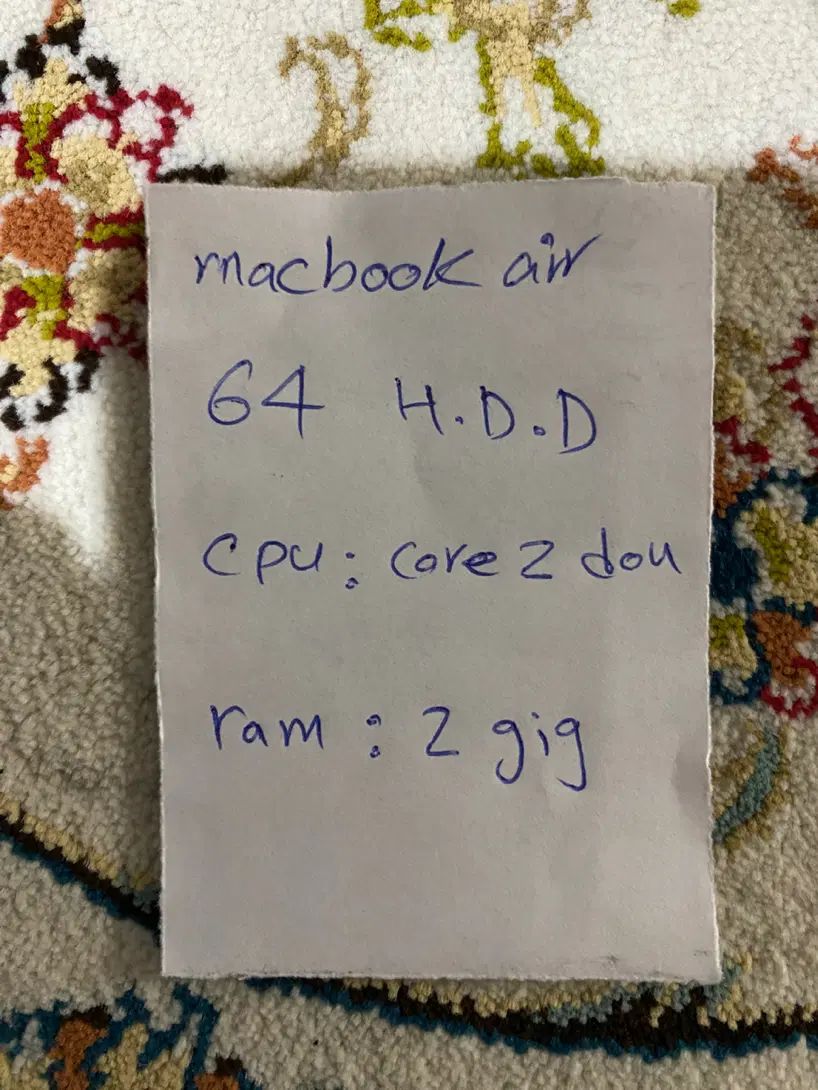 macbook air
64 H.D.D
cpu: core 2 dou
ram : 2 gig